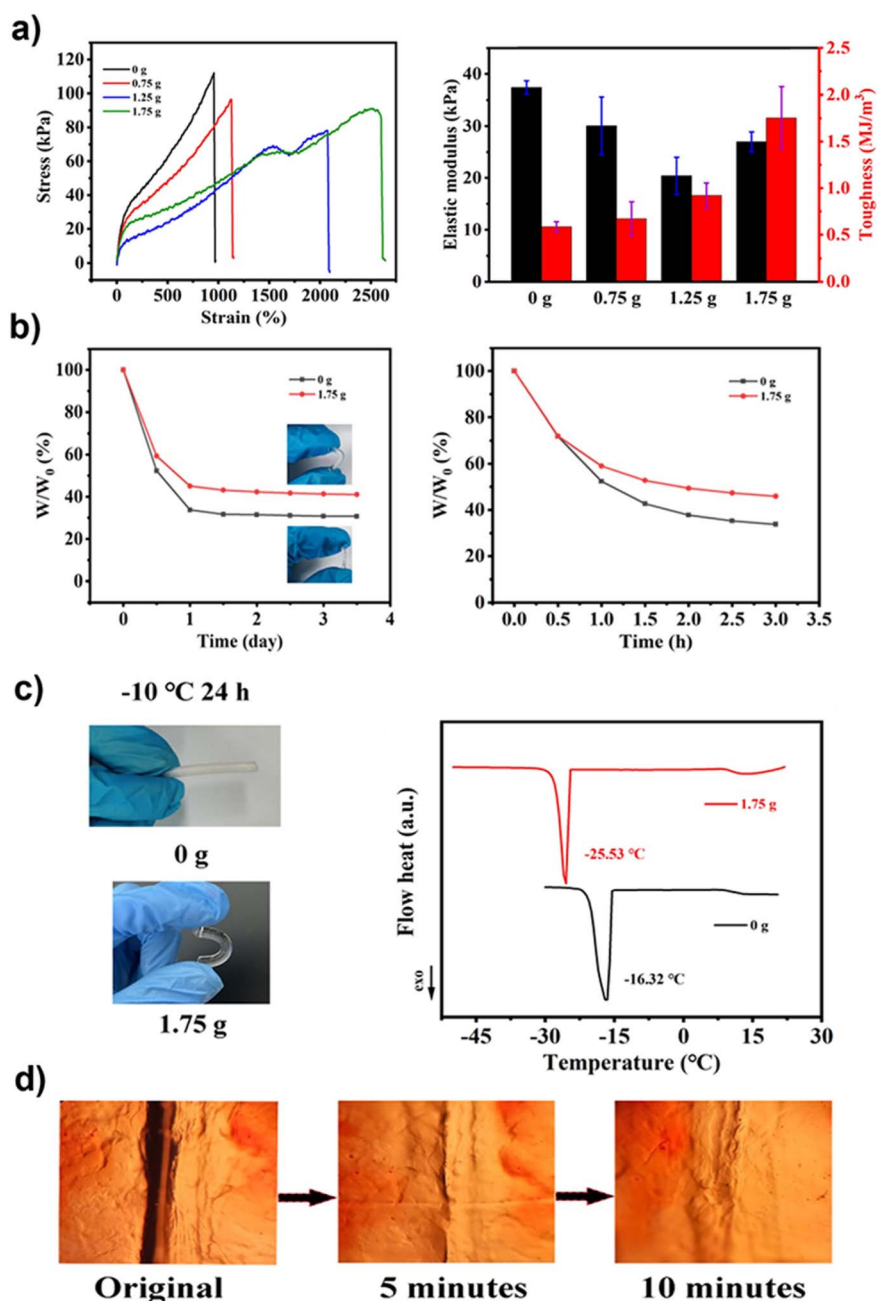 a)
120
100
80
60
40
20
0
Stress (kPa)
0 g
0.75 g
1.25 g
1.75 g
0 500 1000 1500 2000 2500
Strain (%)
40
30
20
10
0
Elastic modulus (kPa)
2.5
2.0
1.5
1.0
0.5
0.0
Toughness (MJ/m³)
0 g 0.75 g 1.25 g 1.75 g
b)
100
80
60
40
20
0
W/W₀ (%)
0 g
1.75 g
0 1 2 3 4
Time (day)
100
80
60
40
20
0
W/W₀ (%)
0 g
1.75 g
0.0 0.5 1.0 1.5 2.0 2.5 3.0 3.5
Time (h)
c)
-10 °C 24 h
0 g
1.75 g
Flow heat (a.u.)
exo
1.75 g
-25.53 °C
0 g
-16.32 °C
-45 -30 -15 0 15 30
Temperature (°C)
d)
Original
5 minutes
10 minutes